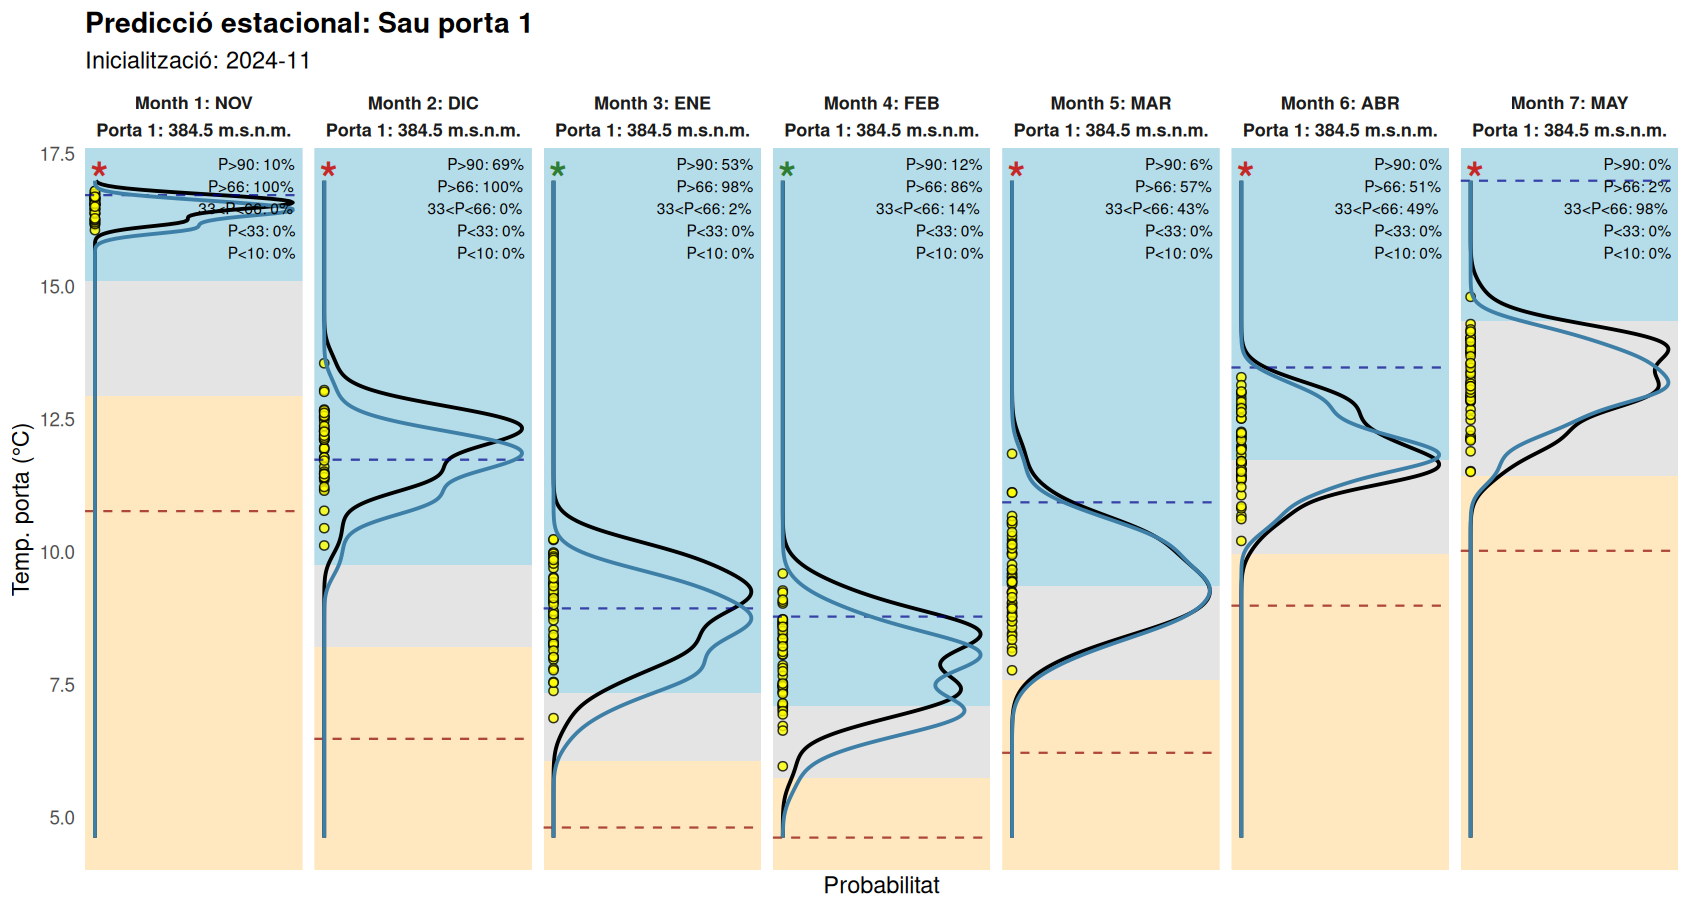 Predicció estacional: Sau porta 1
Inicialització: 2024-11
Month 1: NOV
Porta 1: 384.5 m.s.n.m.
Month 2: DIC
Porta 1: 384.5 m.s.n.m.
Month 3: ENE
Porta 1: 384.5 m.s.n.m.
Month 4: FEB
Porta 1: 384.5 m.s.n.m.
Month 5: MAR
Porta 1: 384.5 m.s.n.m.
Month 6: ABR
Porta 1: 384.5 m.s.n.m.
Month 7: MAY
Porta 1: 384.5 m.s.n.m.
Temp. porta (°C)
17.5
15.0
12.5
10.0
7.5
5.0
*
P>90: 10%
P>66: 100%
33<P<66: 0%
P<33: 0%
P<10: 0%
*
P>90: 69%
P>66: 100%
33<P<66: 0%
P<33: 0%
P<10: 0%
*
P>90: 53%
P>66: 98%
33<P<66: 2%
P<33: 0%
P<10: 0%
*
P>90: 12%
P>66: 86%
33<P<66: 14%
P<33: 0%
P<10: 0%
*
P>90: 6%
P>66: 57%
33<P<66: 43%
P<33: 0%
P<10: 0%
*
P>90: 0%
P>66: 51%
33<P<66: 49%
P<33: 0%
P<10: 0%
*
P>90: 0%
P>66: 2%
33<P<66: 98%
P<33: 0%
P<10: 0%
Probabilitat